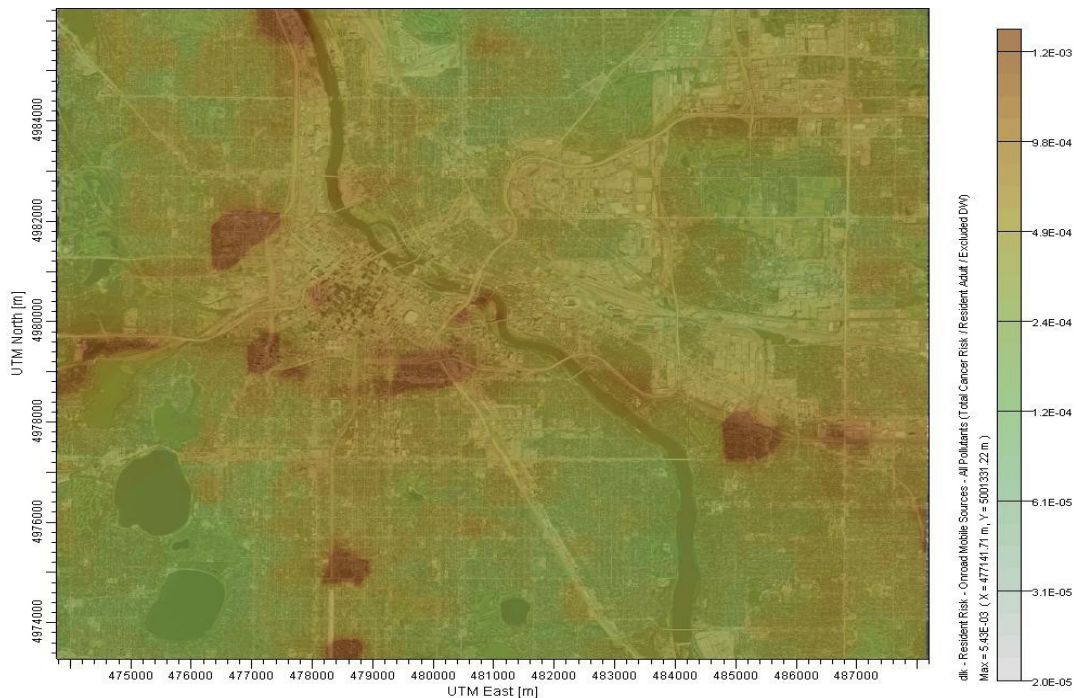 UTM North [m]
4984000
4982000
4980000
4978000
4976000
4974000
475000 476000 477000 478000 479000 480000 481000 482000 483000 484000 485000 486000 487000
UTM East [m]
dlk - Resident Risk - Onroad Mobile Sources - All Pollutants (Total Cancer Risk / Resident Adult / Excluded DW)
Max = 5.43E-03 ( X = 477141.71 m, Y = 5001331.22 m )
1.2E-03
9.8E-04
4.9E-04
2.4E-04
1.2E-04
6.1E-05
3.1E-05
2.0E-05